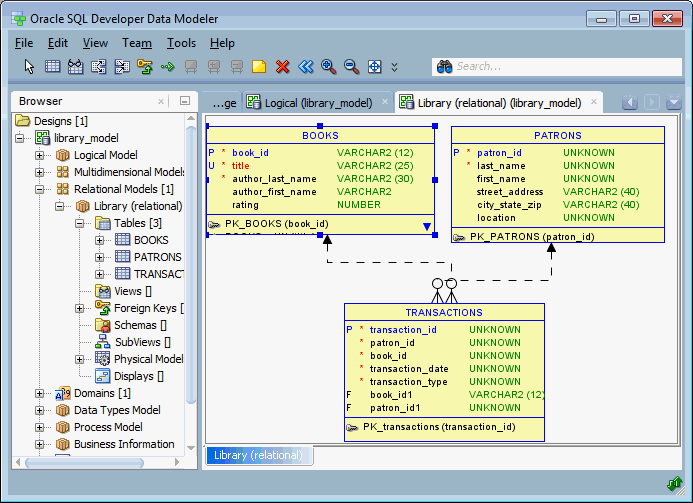 Oracle SQL Developer Data Modeler
File Edit View Team Tools Help
Search
Browser
...ge
Logical (library_model)
Library (relational) (library_model)
Designs [1]
library_model
Logical Model
Multidimensional Models
Relational Models [1]
Library (relational)
Tables [3]
BOOKS
PATRONS
TRANSACT
Views []
Foreign Keys [
Schemas []
SubViews []
Physical Model
Displays []
Domains [1]
Data Types Model
Process Model
Business Information
BOOKS
P * book_id VARCHAR2 (12)
U * title VARCHAR2 (25)
* author_last_name VARCHAR2 (30)
author_first_name VARCHAR2
rating NUMBER
PK_BOOKS (book_id)
PATRONS
P * patron_id UNKNOWN
* last_name UNKNOWN
first_name UNKNOWN
street_address VARCHAR2 (40)
city_state_zip VARCHAR2 (40)
location UNKNOWN
PK_PATRONS (patron_id)
TRANSACTIONS
P * transaction_id UNKNOWN
* patron_id UNKNOWN
* book_id UNKNOWN
* transaction_date UNKNOWN
* transaction_type UNKNOWN
F book_id1 VARCHAR2 (12)
F patron_id1 UNKNOWN
PK_transactions (transaction_id)
Library (relational)